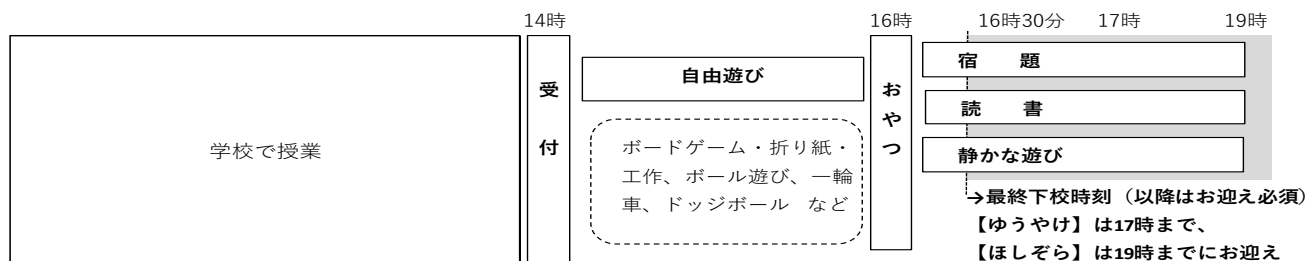 14時
16時
16時30分
17時
19時
学校で授業
受付
自由遊び
ボードゲーム・折り紙・
工作、ボール遊び、一輪
車、ドッジボール など
おやつ
宿 題
読 書
静かな遊び
→最終下校時刻（以降はお迎え必須）
【ゆうやけ】は17時まで、
【ほしぞら】は19時までにお迎え